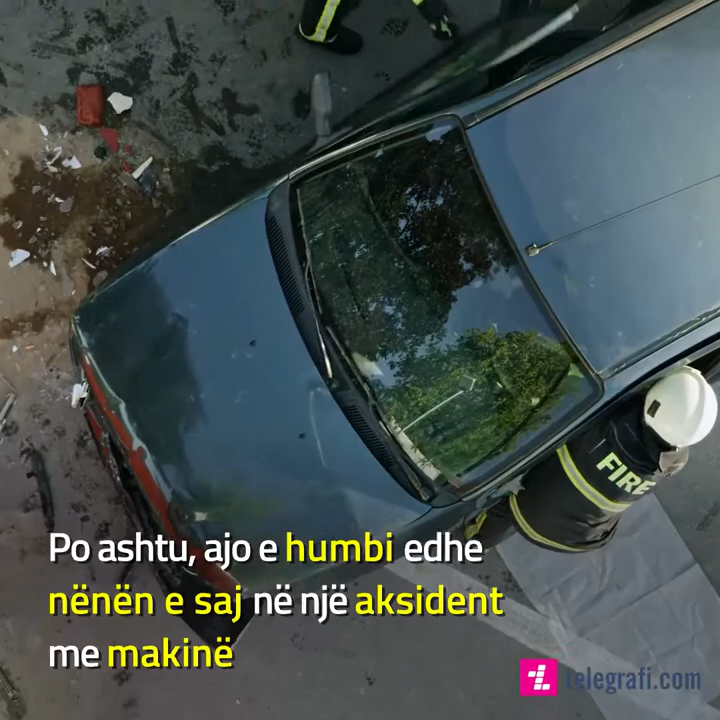 FIRE
Po ashtu, ajo e humbi edhe
nënën e saj në një aksident
me makinë
telegrafi.com